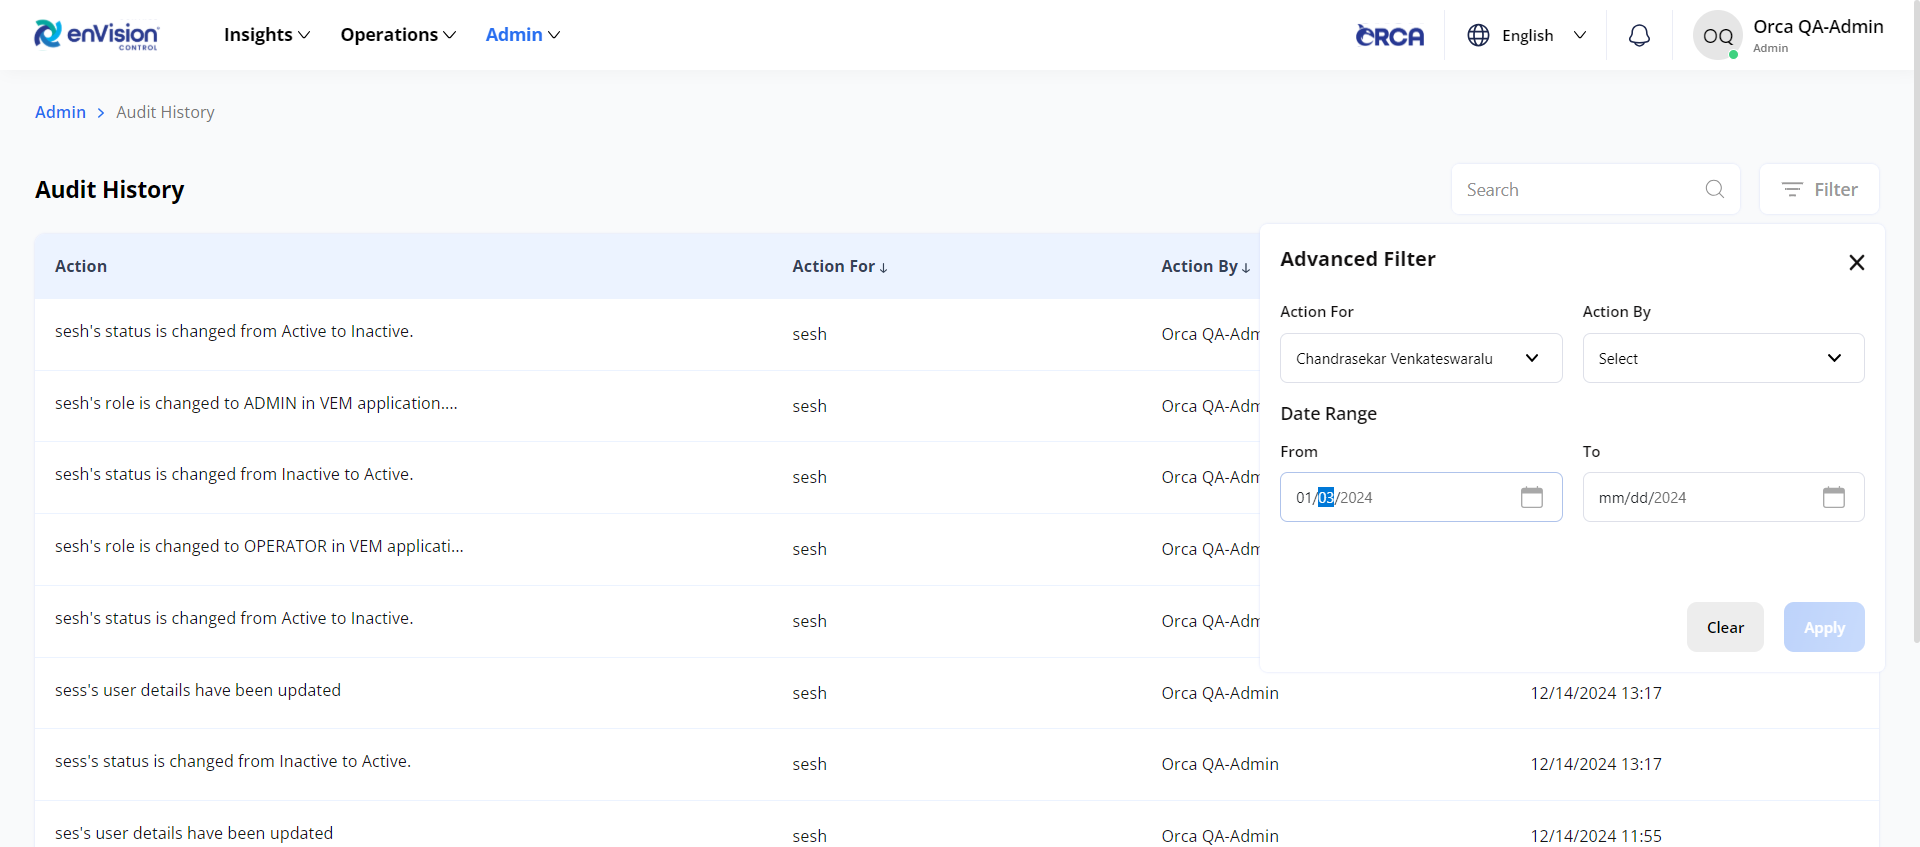 enVision CONTROL Insights Operations Admin ORCA English OQ Orca QA-Admin
Admin
Admin > Audit History
Audit History Search Filter
Action Action For ↓ Action By ↓
Advanced Filter
Action For Action By
Chandrasekar Venkateswaralu Select
Date Range
From To
01/03/2024 mm/dd/2024
Clear Apply
sesh's status is changed from Active to Inactive. sesh Orca QA-Adm
sesh's role is changed to ADMIN in VEM application.... sesh Orca QA-Adm
sesh's status is changed from Inactive to Active. sesh Orca QA-Adm
sesh's role is changed to OPERATOR in VEM applicati... sesh Orca QA-Adm
sesh's status is changed from Active to Inactive. sesh Orca QA-Adm
sess's user details have been updated sesh Orca QA-Admin 12/14/2024 13:17
sess's status is changed from Inactive to Active. sesh Orca QA-Admin 12/14/2024 13:17
ses's user details have been updated sesh Orca QA-Admin 12/14/2024 11:55